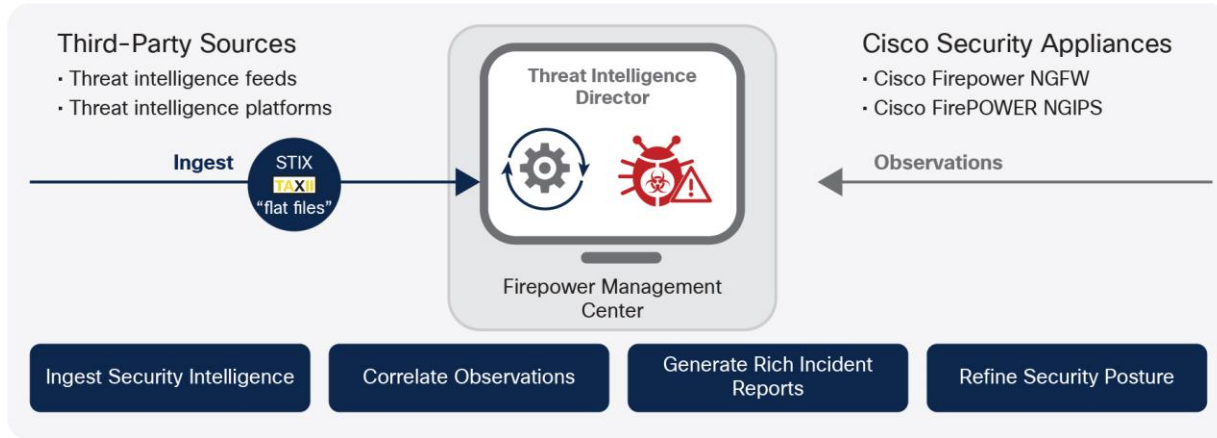 Third-Party Sources
· Threat intelligence feeds
· Threat intelligence platforms
Ingest
STIX
TAXII
“flat files”
Threat Intelligence
Director
Firepower Management
Center
Cisco Security Appliances
· Cisco Firepower NGFW
· Cisco FirePOWER NGIPS
Observations
Ingest Security Intelligence
Correlate Observations
Generate Rich Incident
Reports
Refine Security Posture